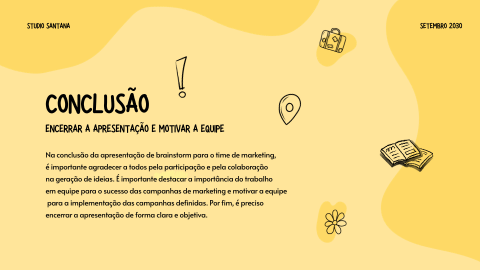 STUDIO SANTANA
SETEMBRO 2030
CONCLUSÃO
ENCERRAR A APRESENTAÇÃO E MOTIVAR A EQUIPE
Na conclusão da apresentação de brainstorm para o time de marketing,
é importante agradecer a todos pela participação e pela colaboração
na geração de ideias. É importante destacar a importância do trabalho
em equipe para o sucesso das campanhas de marketing e motivar a equipe
para a implementação das campanhas definidas. Por fim, é preciso
encerrar a apresentação de forma clara e objetiva.